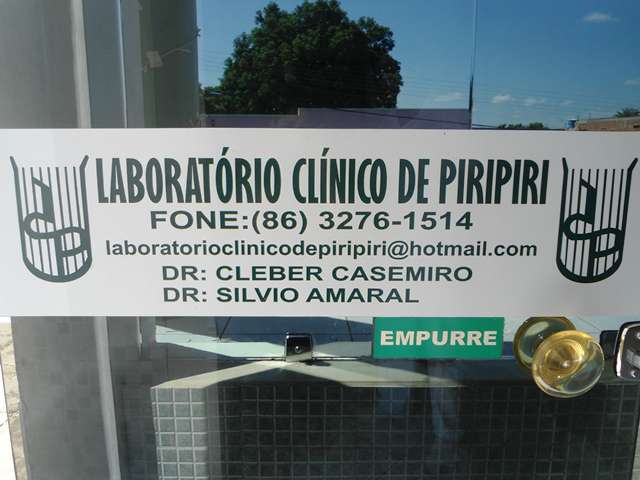 LABORATÓRIO CLÍNICO DE PIRIPIRI
FONE:(86) 3276-1514
laboratorioclinicodepiripiri@hotmail.com
DR: CLEBER CASEMIRO
DR: SILVIO AMARAL
EMPURRE